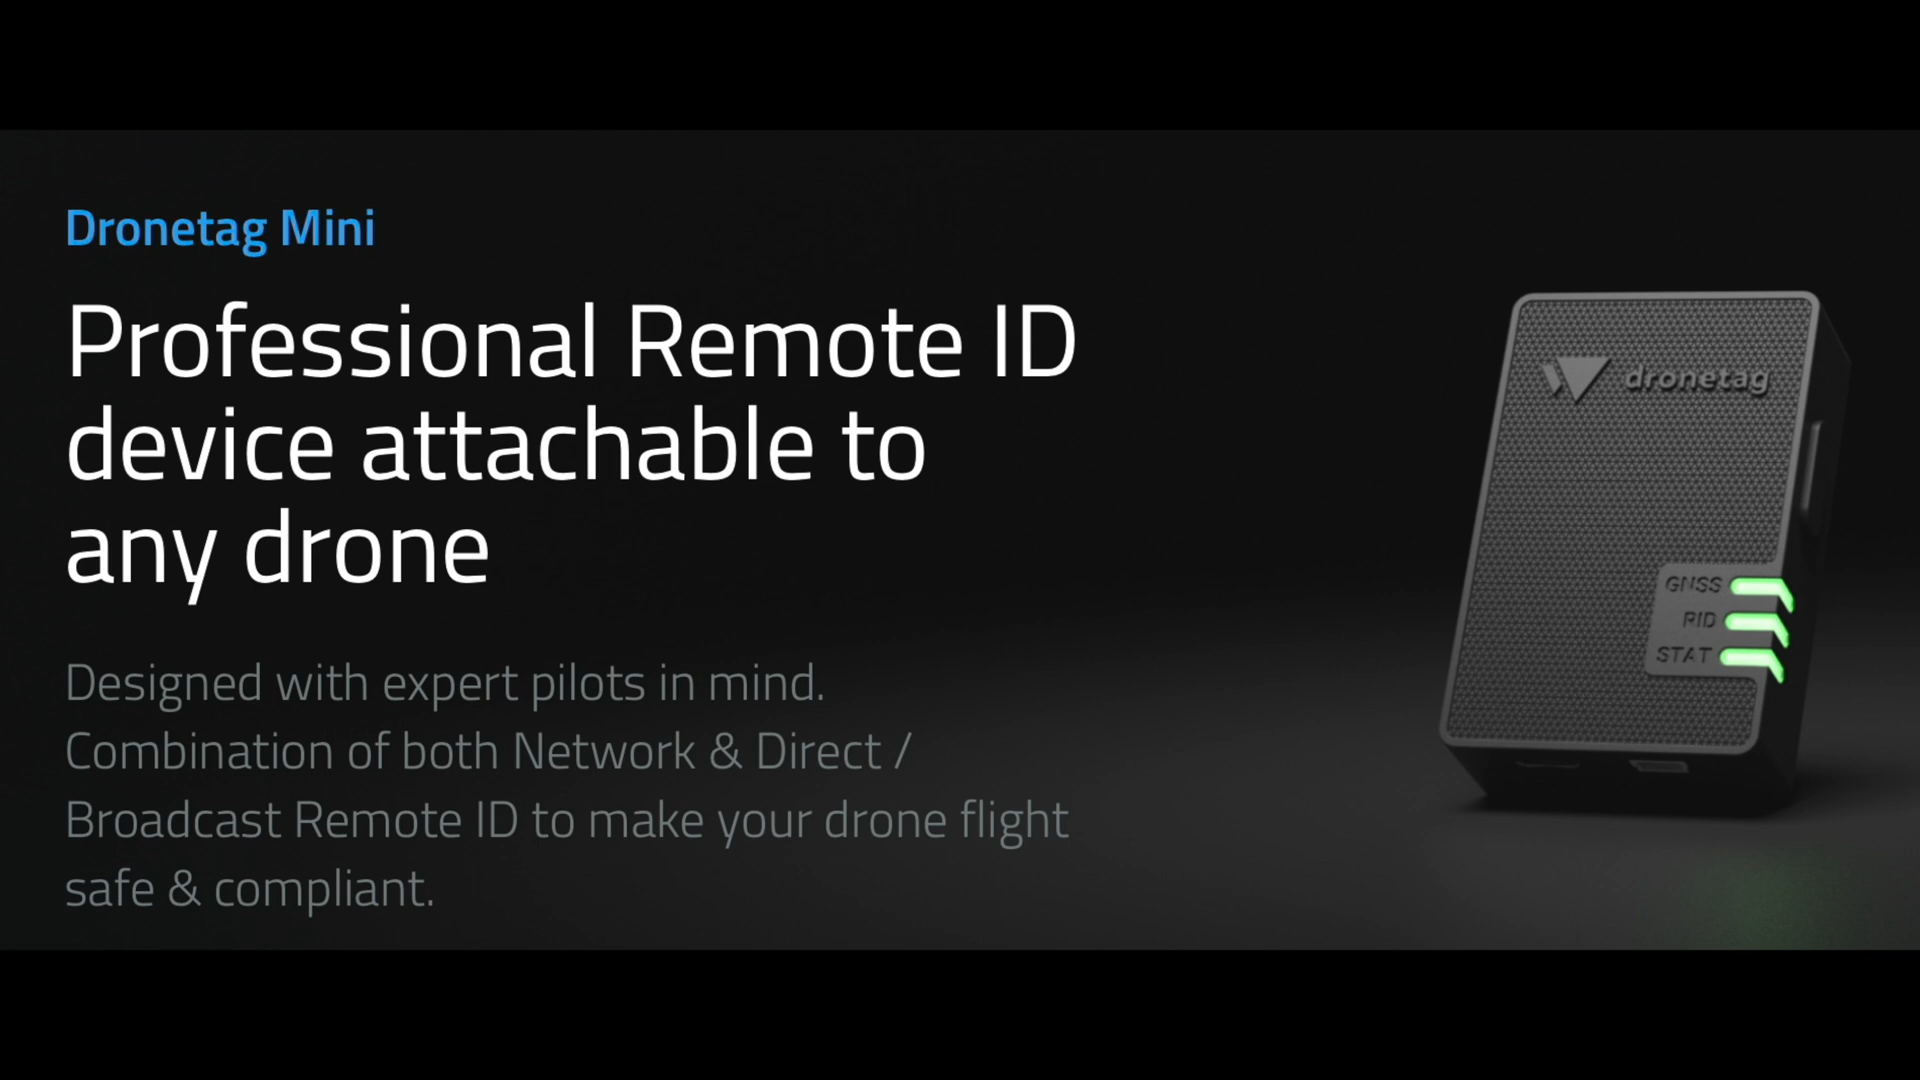 Dronetag Mini
Professional Remote ID
device attachable to
any drone
Designed with expert pilots in mind.
Combination of both Network & Direct /
Broadcast Remote ID to make your drone flight
safe & compliant.
dronetag
GNSS
RID
STAT